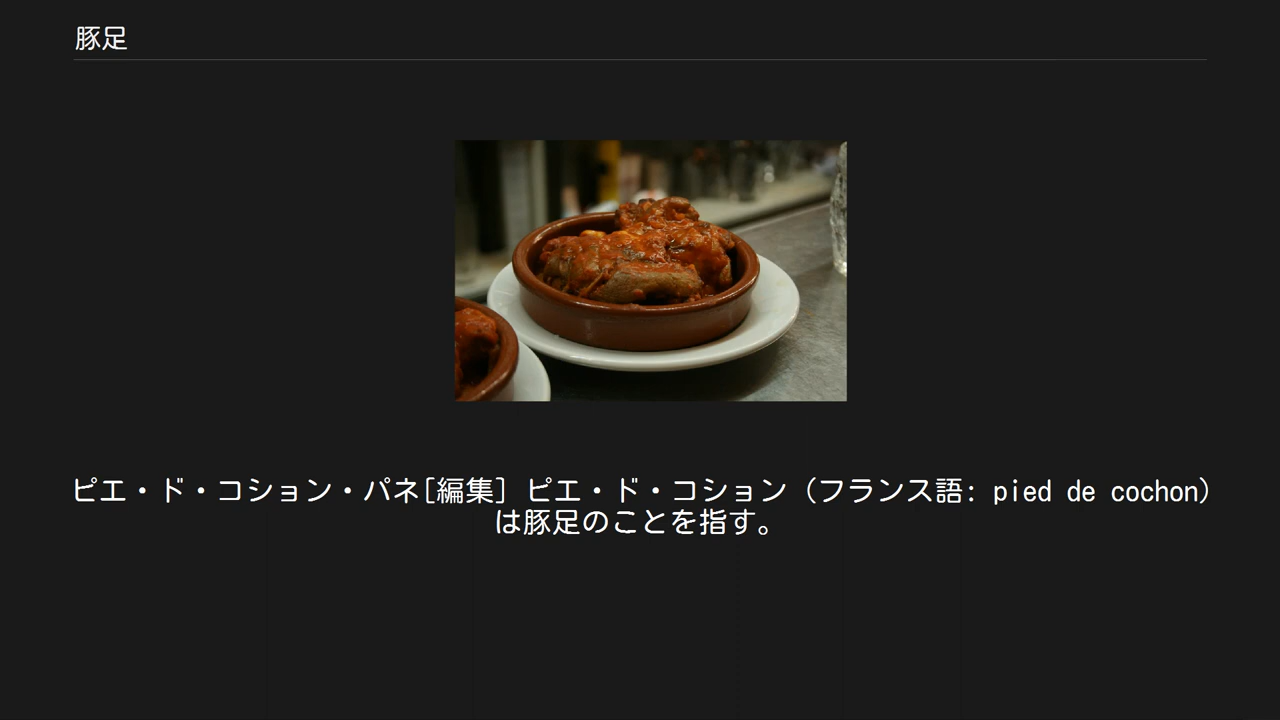 豚足
ピエ・ド・コション・パネ[編集] ピエ・ド・コション (フランス語: pied de cochon)
は豚足のことを指す。